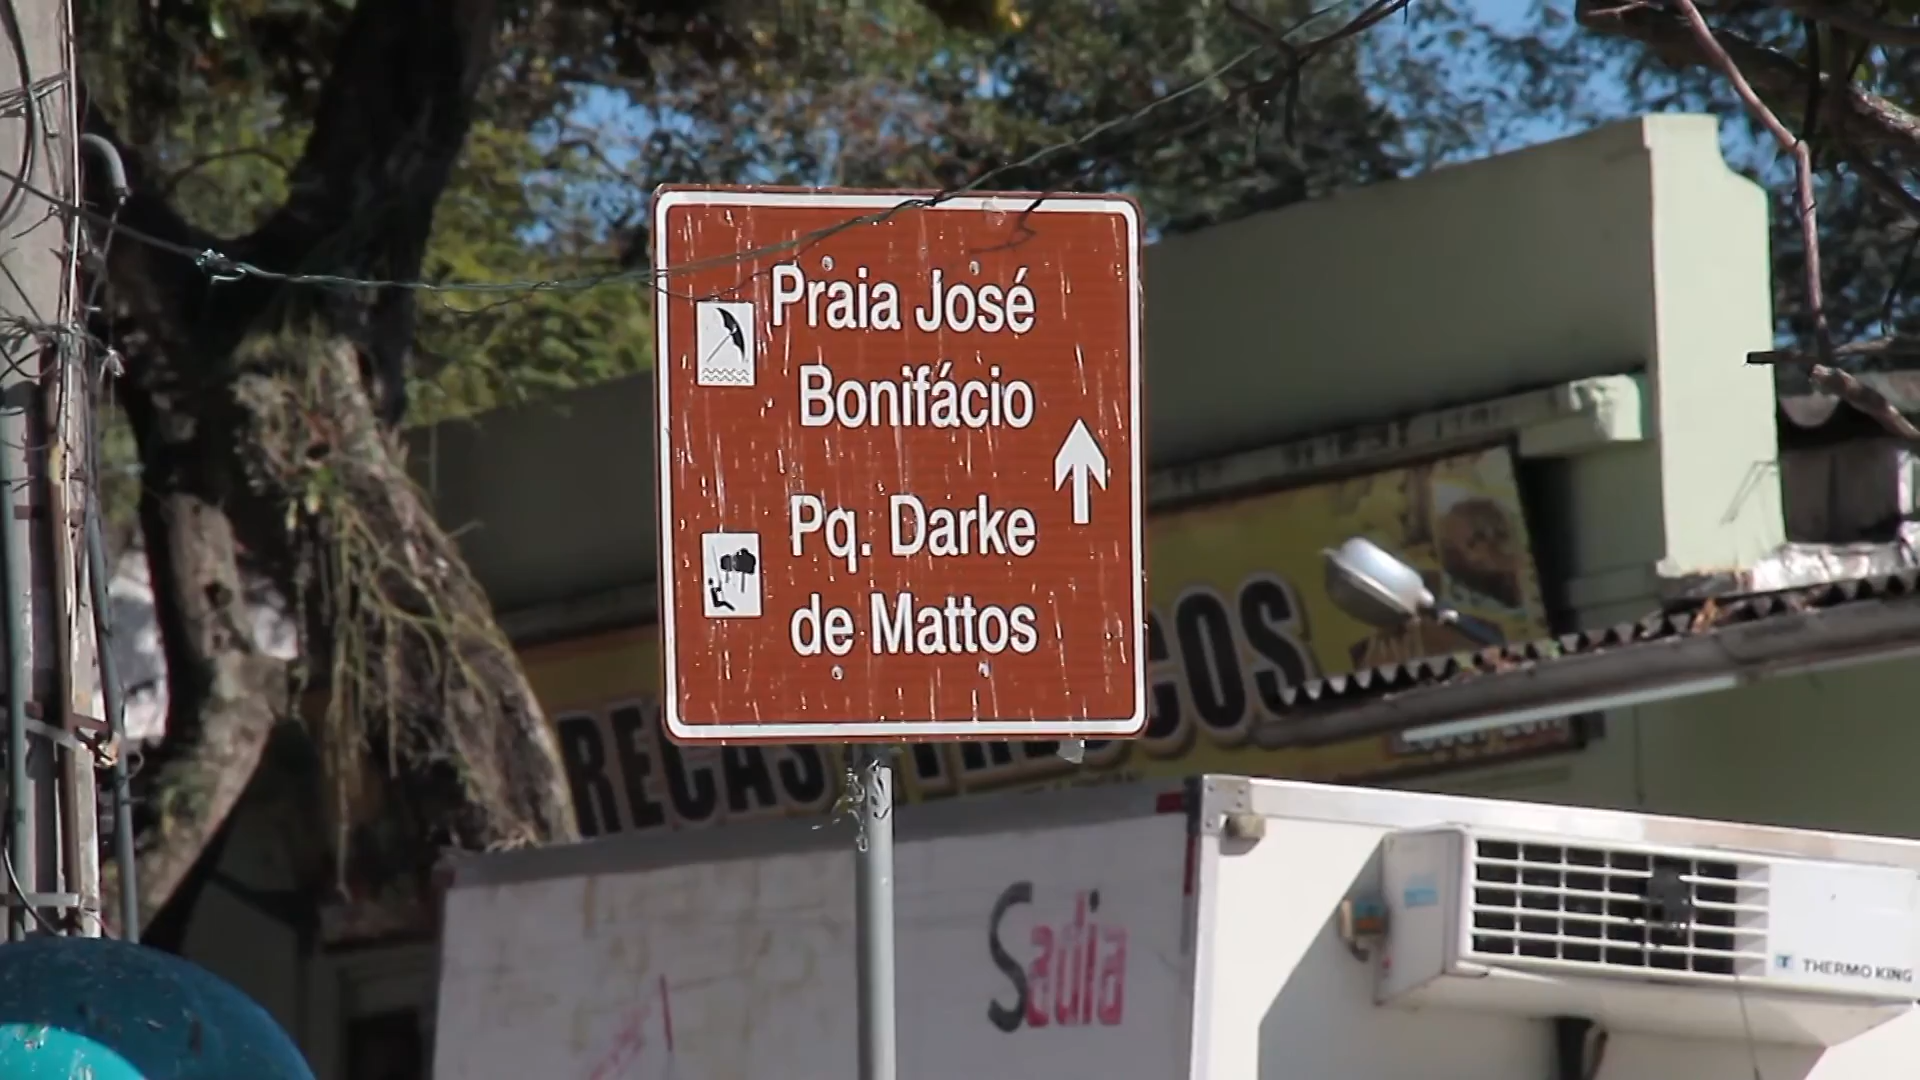 Praia José
Bonifácio
Pq. Darke
de Mattos
Sadia
THERMO KING